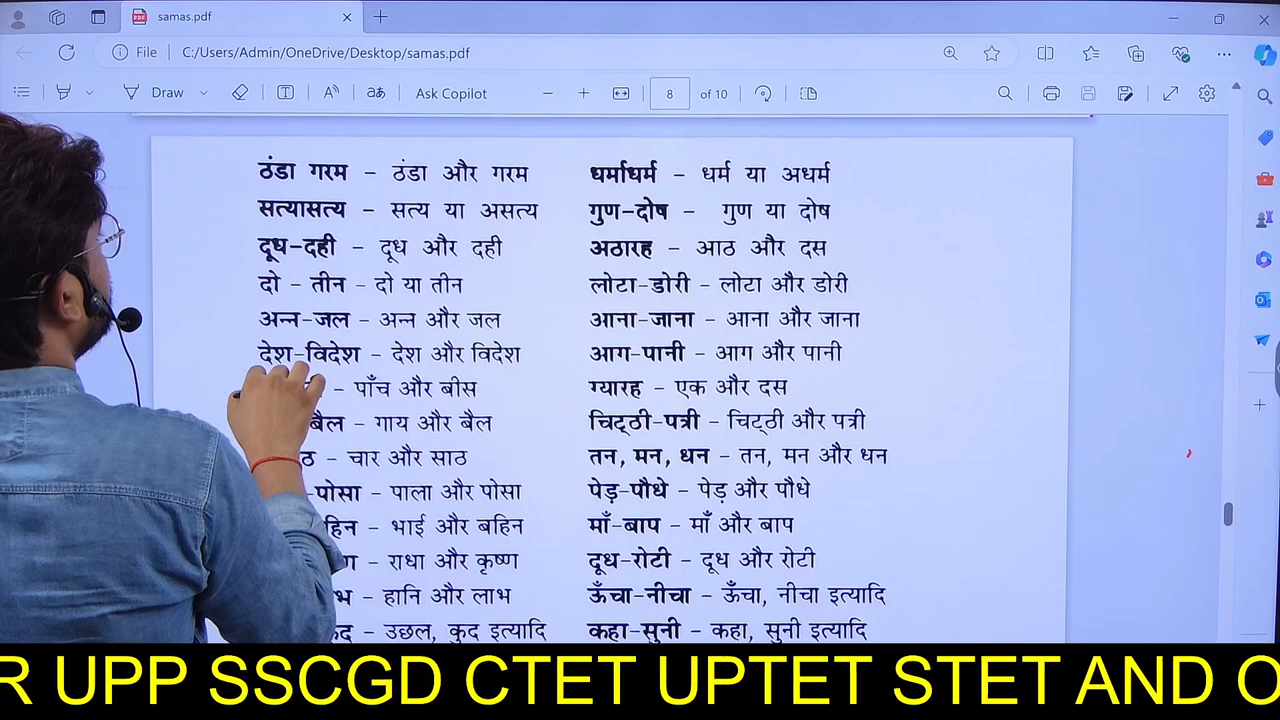 samas.pdf
File C:/Users/Admin/OneDrive/Desktop/samas.pdf
Draw Ask Copilot 8 of 10
ठंडा गरम – ठंडा और गरम धर्माधर्म – धर्म या अधर्म
सत्यासत्य – सत्य या असत्य गुण-दोष – गुण या दोष
दूध-दही – दूध और दही अठारह – आठ और दस
दो – तीन – दो या तीन लोटा-डोरी – लोटा और डोरी
अन्न-जल – अन्न और जल आना-जाना – आना और जाना
देश-विदेश – देश और विदेश आग-पानी – आग और पानी
– पाँच और बीस ग्यारह – एक और दस
बैल – गाय और बैल चिट्ठी-पत्री – चिट्ठी और पत्री
– चार और साठ तन, मन, धन – तन, मन और धन
-पोसा – पाला और पोसा पेड़-पौधे – पेड़ और पौधे
हिन – भाई और बहिन माँ-बाप – माँ और बाप
– राधा और कृष्ण दूध-रोटी – दूध और रोटी
भ – हानि और लाभ ऊँचा-नीचा – ऊँचा, नीचा इत्यादि
– उछल, कुद इत्यादि कहा-सुनी – कहा, सुनी इत्यादि
R UPP SSCGD CTET UPTET STET AND O